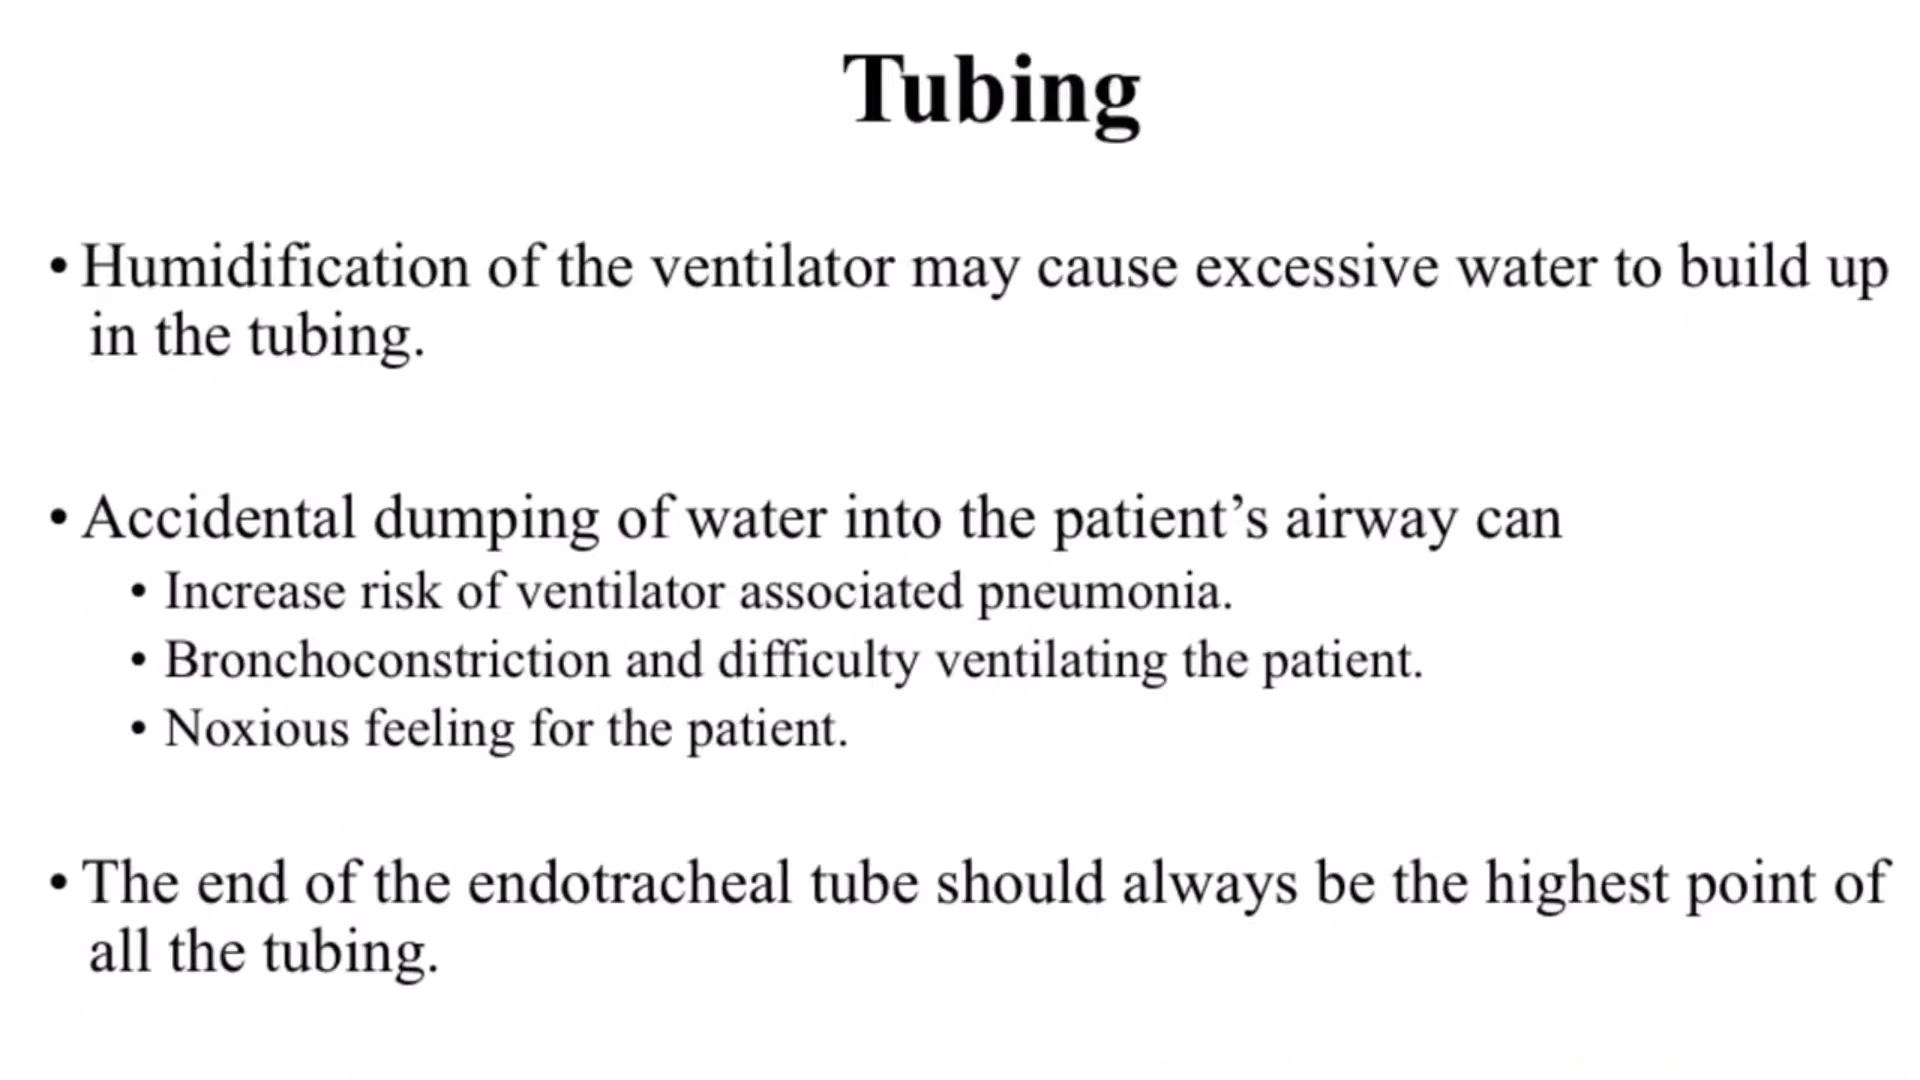 Tubing
• Humidification of the ventilator may cause excessive water to build up
in the tubing.
• Accidental dumping of water into the patient’s airway can
• Increase risk of ventilator associated pneumonia.
• Bronchoconstriction and difficulty ventilating the patient.
• Noxious feeling for the patient.
• The end of the endotracheal tube should always be the highest point of
all the tubing.